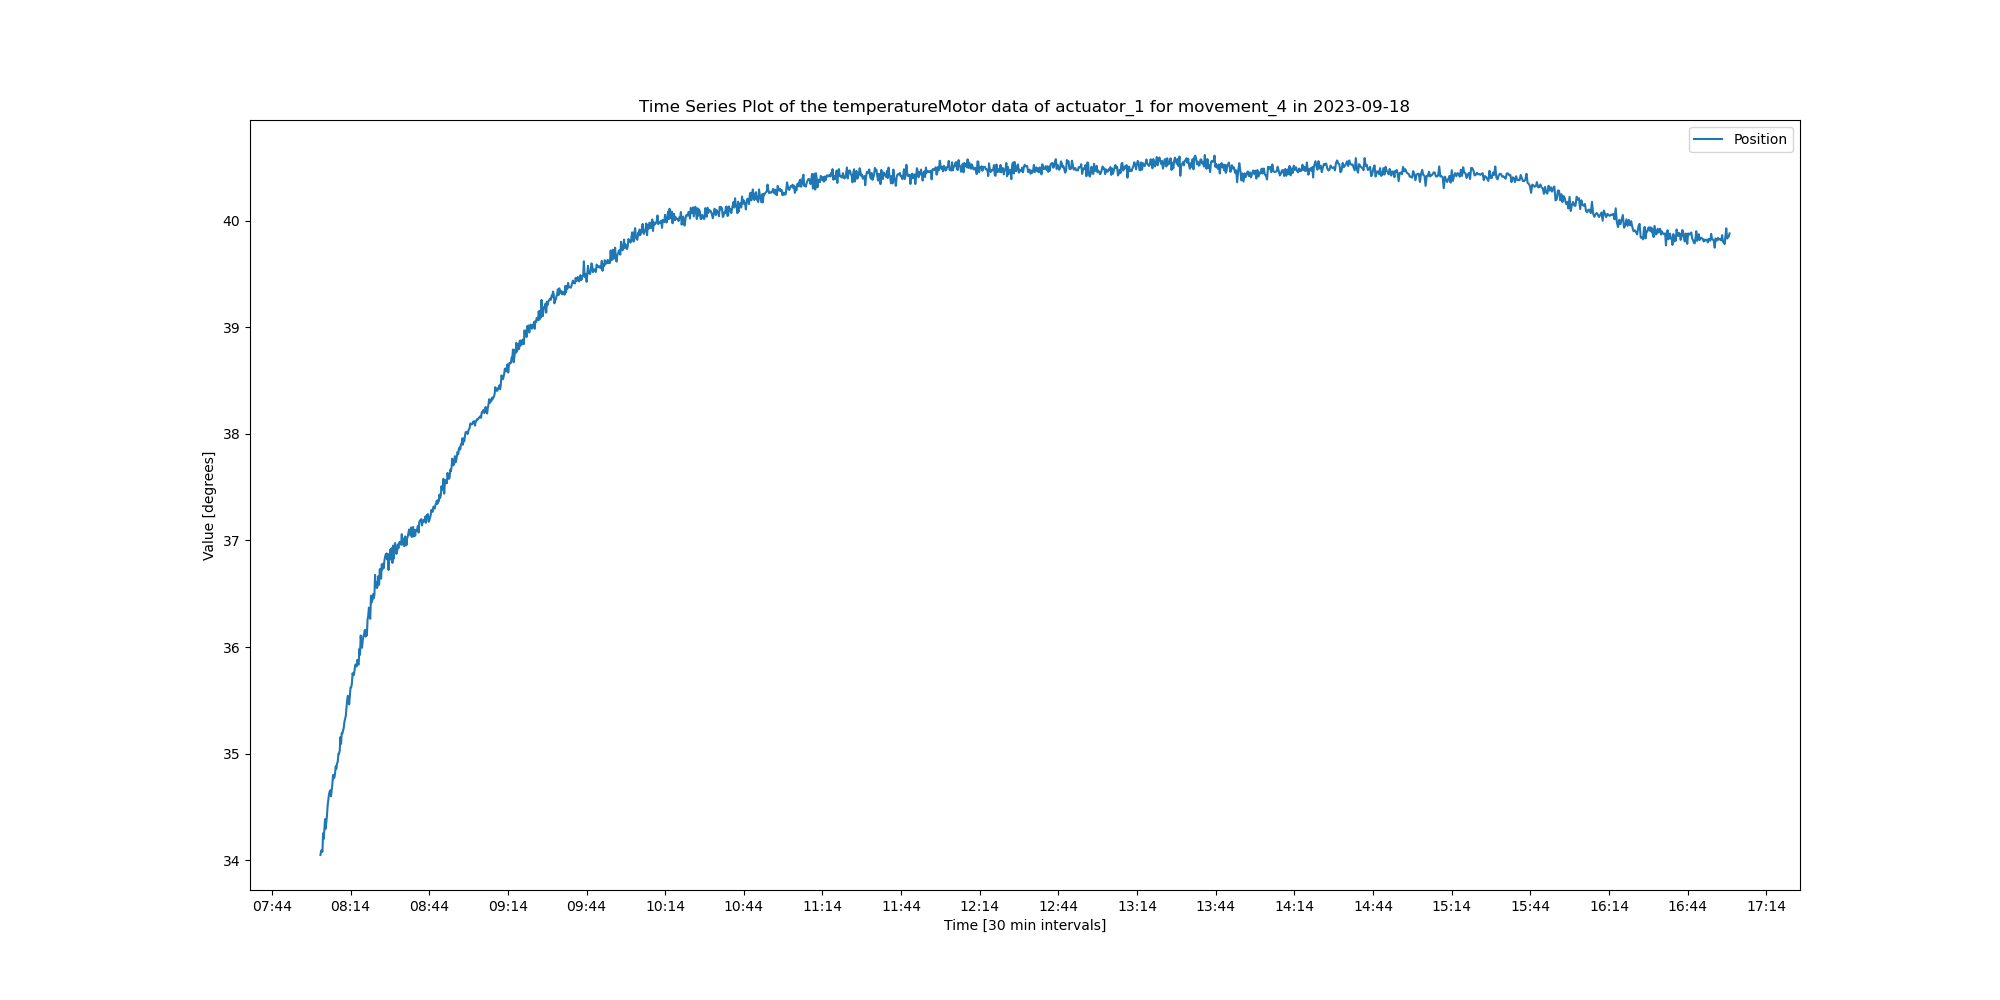 Time Series Plot of the temperatureMotor data of actuator_1 for movement_4 in 2023-09-18
Position
Value [degrees]
40
39
38
37
36
35
34
07:44 08:14 08:44 09:14 09:44 10:14 10:44 11:14 11:44 12:14 12:44 13:14 13:44 14:14 14:44 15:14 15:44 16:14 16:44 17:14
Time [30 min intervals]